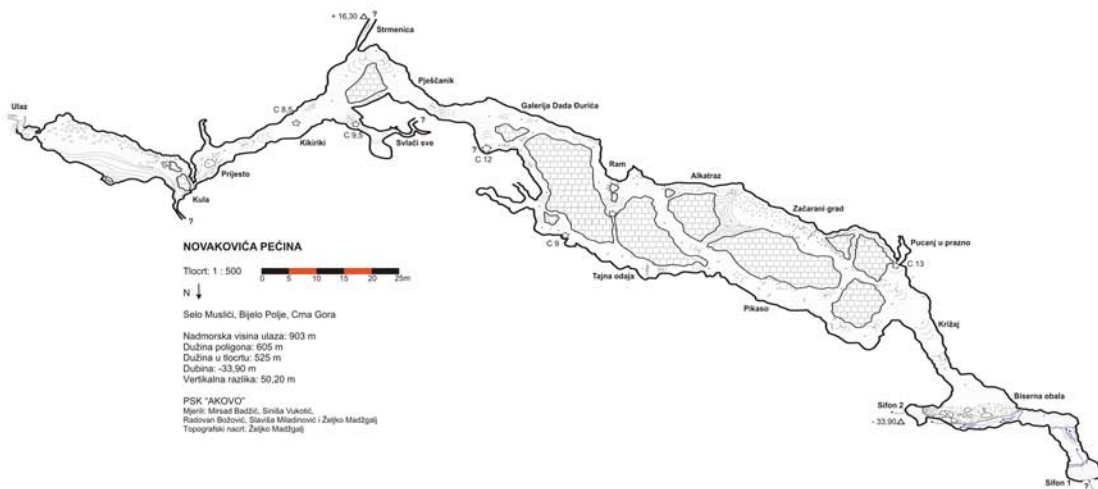 + 16,30
?
Strmenica
Pješčanik
Ulaz
C 8,5
Galerija Dada Đurića
?
C 9,5
Svlači sve
Kikiriki
?
C 12
Ram
Alkatraz
Prijesto
Kula
Začarani grad
?
Pucanj u prazno
NOVAKOVIĆA PEĆINA
C 9
C 13
Tlocrt: 1 : 500
0 5 10 15 20 25m
Tajna odaja
N
Pikaso
Selo Muslići, Bijelo Polje, Crna Gora
Križaj
Nadmorska visina ulaza: 903 m
Dužina poligona: 605 m
Dužina u tlocrtu: 525 m
Dubina: -33,90 m
Vertikalna razlika: 50,20 m
Biserna obala
PSK "AKOVO"
Sifon 2
Mjerili: Mirsad Badžić, Siniša Vukotić,
- 33,90
Radovan Božović, Slaviša Miladinović i Željko Madžgalj
Topografski nacrt: Željko Madžgalj
Sifon 1
?